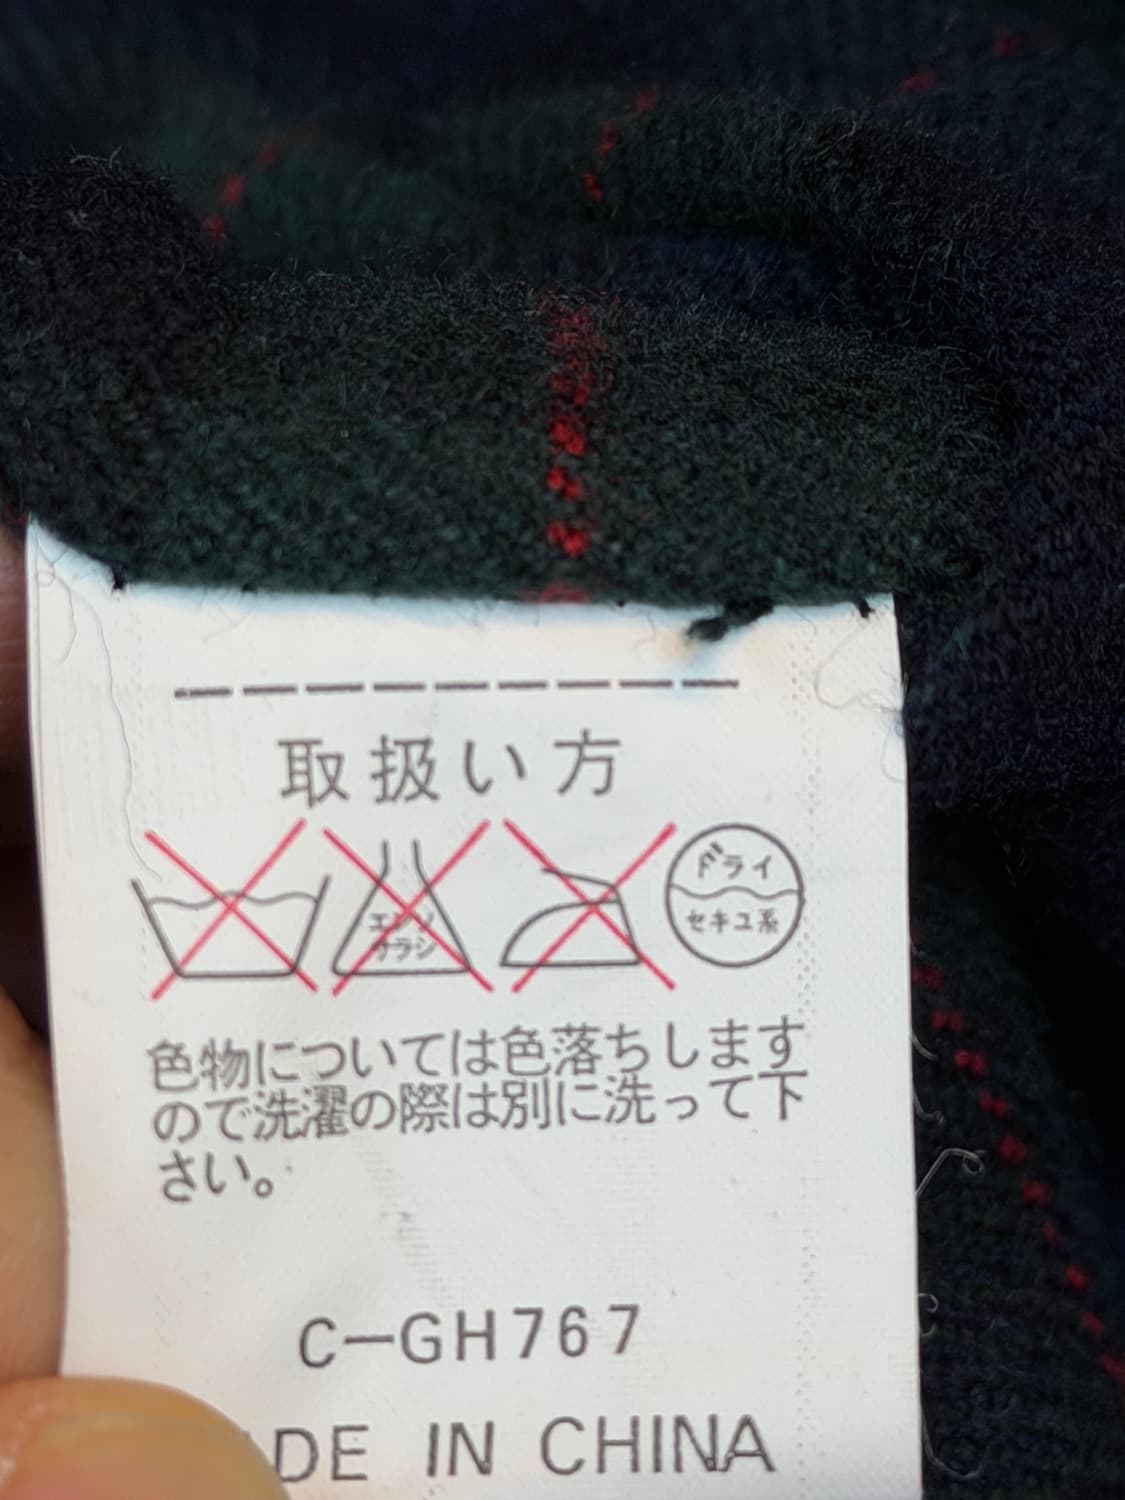 取扱い方
エンソ
サラシ
ドライ
セキユ系
色物については色落ちします
ので洗濯の際は別に洗って下
さい。
C-GH767
DE IN CHINA